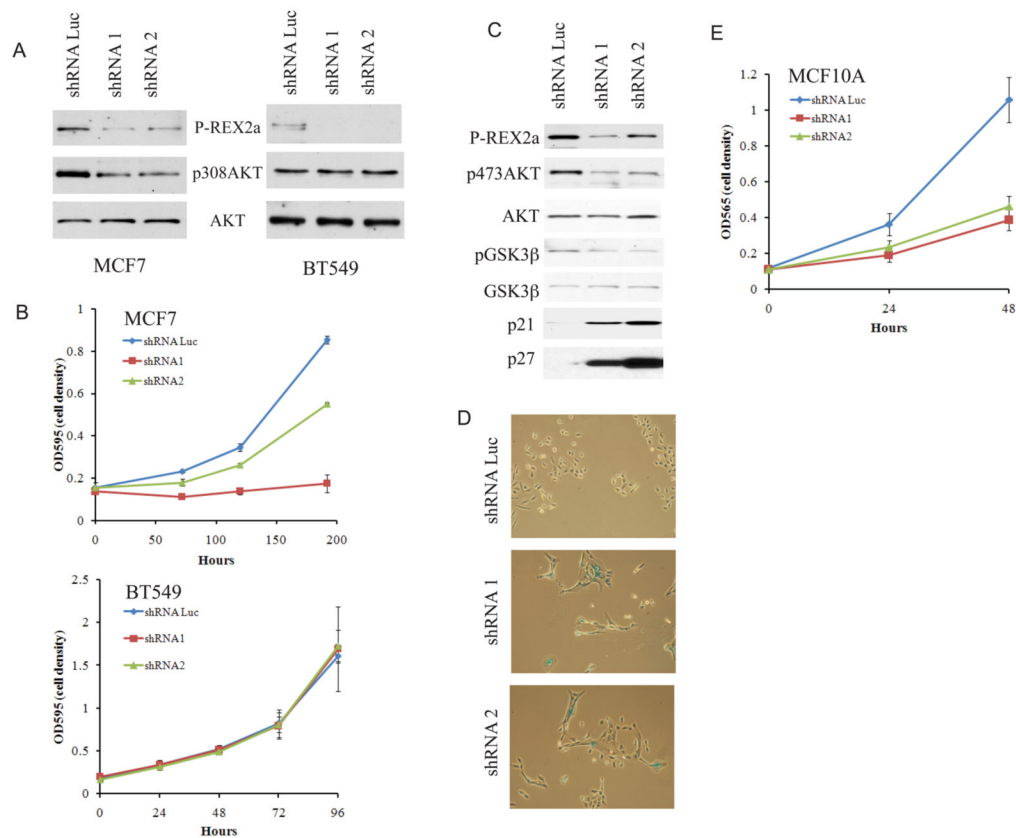 A
shRNA Luc
shRNA 1
shRNA 2
shRNA Luc
shRNA 1
shRNA 2
P-REX2a
p308AKT
AKT
MCF7
BT549
B
MCF7
shRNA Luc
shRNA1
shRNA2
OD595 (cell density)
1
0.8
0.6
0.4
0.2
0
0 50 100 150 200
Hours
BT549
shRNA Luc
shRNA1
shRNA2
OD595 (cell density)
2.5
2
1.5
1
0.5
0
0 24 48 72 96
Hours
C
shRNA Luc
shRNA 1
shRNA 2
P-REX2a
p473AKT
AKT
pGSK3β
GSK3β
p21
p27
D
shRNA Luc
shRNA 1
shRNA 2
E
MCF10A
shRNA Luc
shRNA1
shRNA2
OD565 (cell density)
1.2
1
0.8
0.6
0.4
0.2
0
0 24 48
Hours